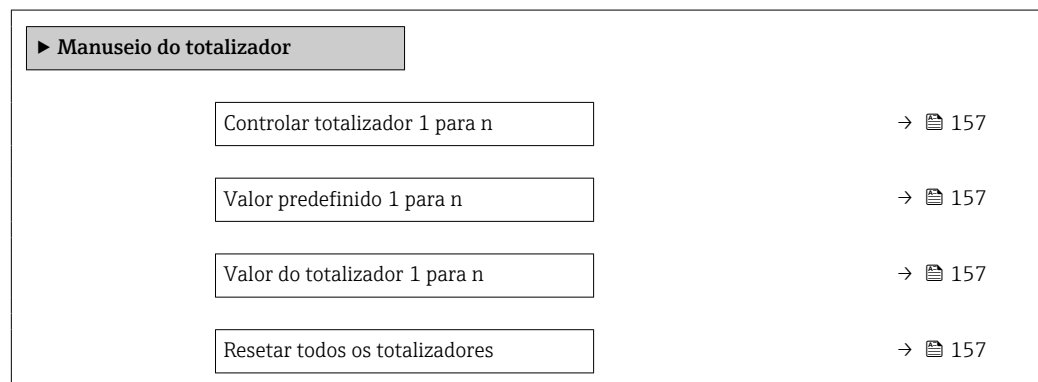 ▶ Manuseio do totalizador
Controlar totalizador 1 para n → 157
Valor predefinido 1 para n → 157
Valor do totalizador 1 para n → 157
Resetar todos os totalizadores → 157